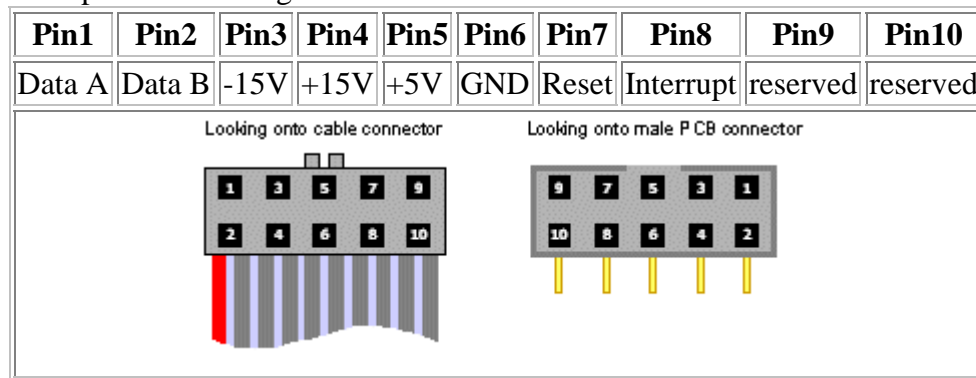 Pin1 Pin2 Pin3 Pin4 Pin5 Pin6 Pin7 Pin8 Pin9 Pin10
Data A Data B -15V +15V +5V GND Reset Interrupt reserved reserved
Looking onto cable connector Looking onto male PCB connector
1 3 5 7 9 9 7 5 3 1
2 4 6 8 10 10 8 6 4 2